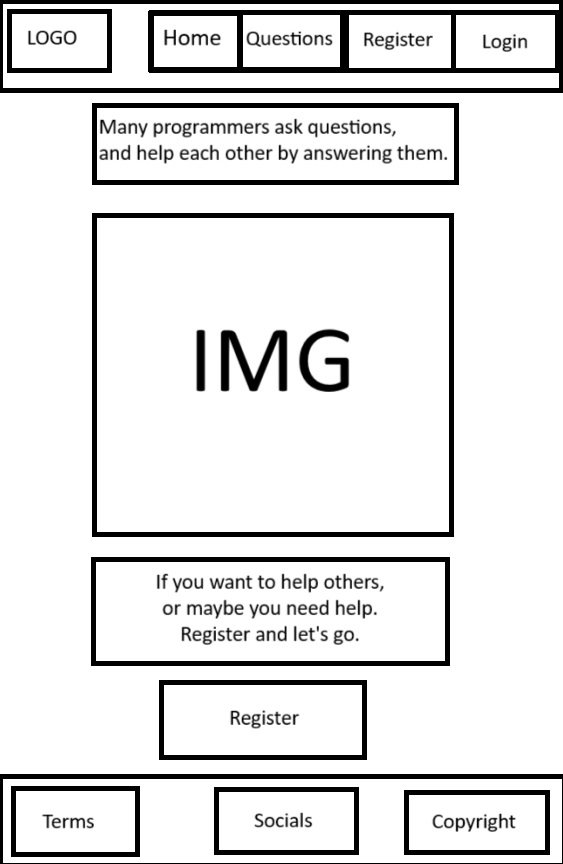 LOGO
Home
Questions
Register
Login
Many programmers ask questions,
and help each other by answering them.
IMG
If you want to help others,
or maybe you need help.
Register and let's go.
Register
Terms
Socials
Copyright